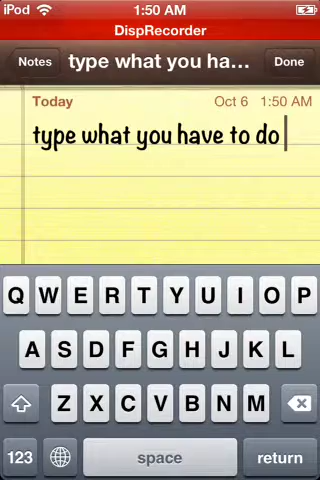 iPod 1:50 AM
DispRecorder
Notes type what you ha... Done
Today Oct 6 1:50 AM
type what you have to do
Q W E R T Y U I O P
A S D F G H J K L
Z X C V B N M
123 space return